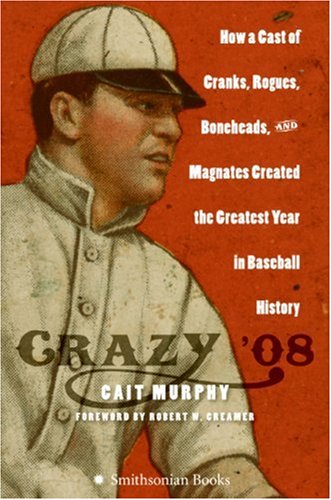 How a Cast of
Cranks, Rogues,
Boneheads, AND
Magnates Created
the Greatest Year
in Baseball
History
CRAZY '08
CAIT MURPHY
FOREWORD BY ROBERT W. CREAMER
Smithsonian Books